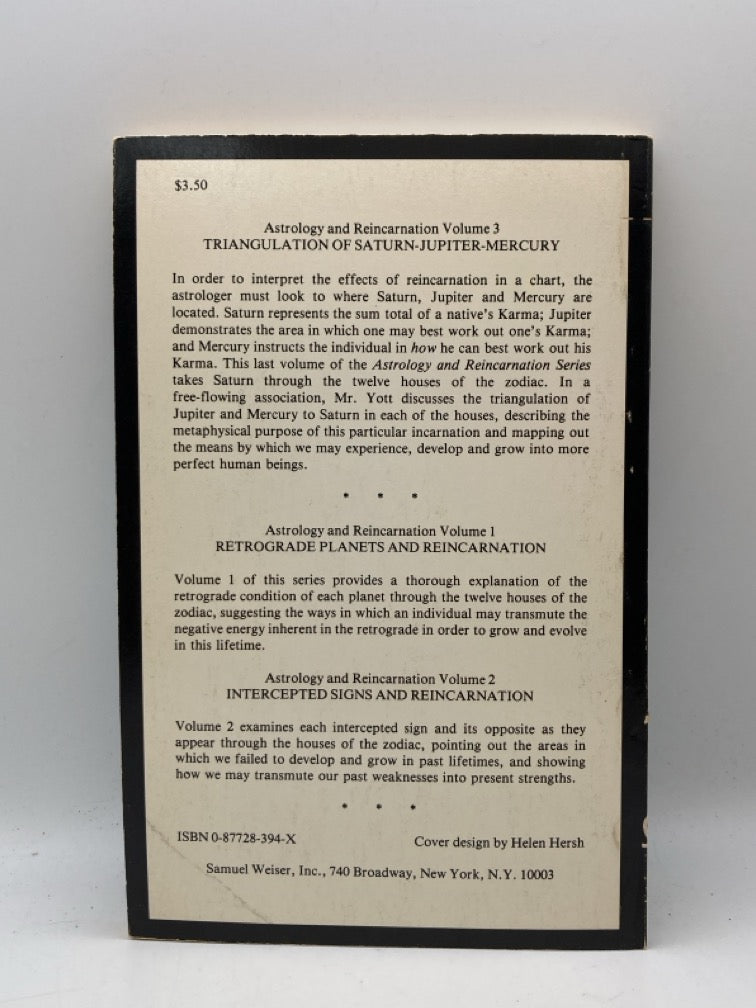 $3.50
Astrology and Reincarnation Volume 3
TRIANGULATION OF SATURN-JUPITER-MERCURY
In order to interpret the effects of reincarnation in a chart, the
astrologer must look to where Saturn, Jupiter and Mercury are
located. Saturn represents the sum total of a native's Karma; Jupiter
demonstrates the area in which one may best work out one's Karma;
and Mercury instructs the individual in how he can best work out his
Karma. This last volume of the Astrology and Reincarnation Series
takes Saturn through the twelve houses of the zodiac. In a
free-flowing association, Mr. Yott discusses the triangulation of
Jupiter and Mercury to Saturn in each of the houses, describing the
metaphysical purpose of this particular incarnation and mapping out
the means by which we may experience, develop and grow into more
perfect human beings.
* * *
Astrology and Reincarnation Volume 1
RETROGRADE PLANETS AND REINCARNATION
Volume 1 of this series provides a thorough explanation of the
retrograde condition of each planet through the twelve houses of the
zodiac, suggesting the ways in which an individual may transmute the
negative energy inherent in the retrograde in order to grow and evolve
in this lifetime.
Astrology and Reincarnation Volume 2
INTERCEPTED SIGNS AND REINCARNATION
Volume 2 examines each intercepted sign and its opposite as they
appear through the houses of the zodiac, pointing out the areas in
which we failed to develop and grow in past lifetimes, and showing
how we may transmute our past weaknesses into present strengths.
* * *
ISBN 0-87728-394-X Cover design by Helen Hersh
Samuel Weiser, Inc., 740 Broadway, New York, N.Y. 10003